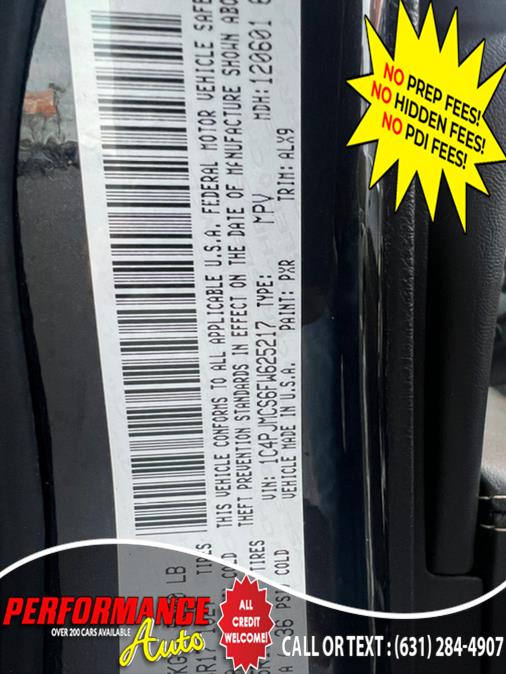 NO PREP FEES!
NO HIDDEN FEES!
NO PDI FEES!
THIS VEHICLE CONFORMS TO ALL APPLICABLE U.S.A. FEDERAL MOTOR VEHICLE SAFE
THEFT PREVENTION STANDARDS IN EFFECT ON THE DATE OF MANUFACTURE SHOWN ABO
VIN: 1C4PJMCS6FW625217 TYPE: MPV MDH: 120601
VEHICLE MADE IN U.S.A. PAINT: PXR TRIM: ALX9
LB
TIRES
COLD
TIRES
36 PSI COLD
PERFORMANCE
OVER 200 CARS AVAILABLE
Auto
ALL
CREDIT
WELCOME!
CALL OR TEXT : (631) 284-4907